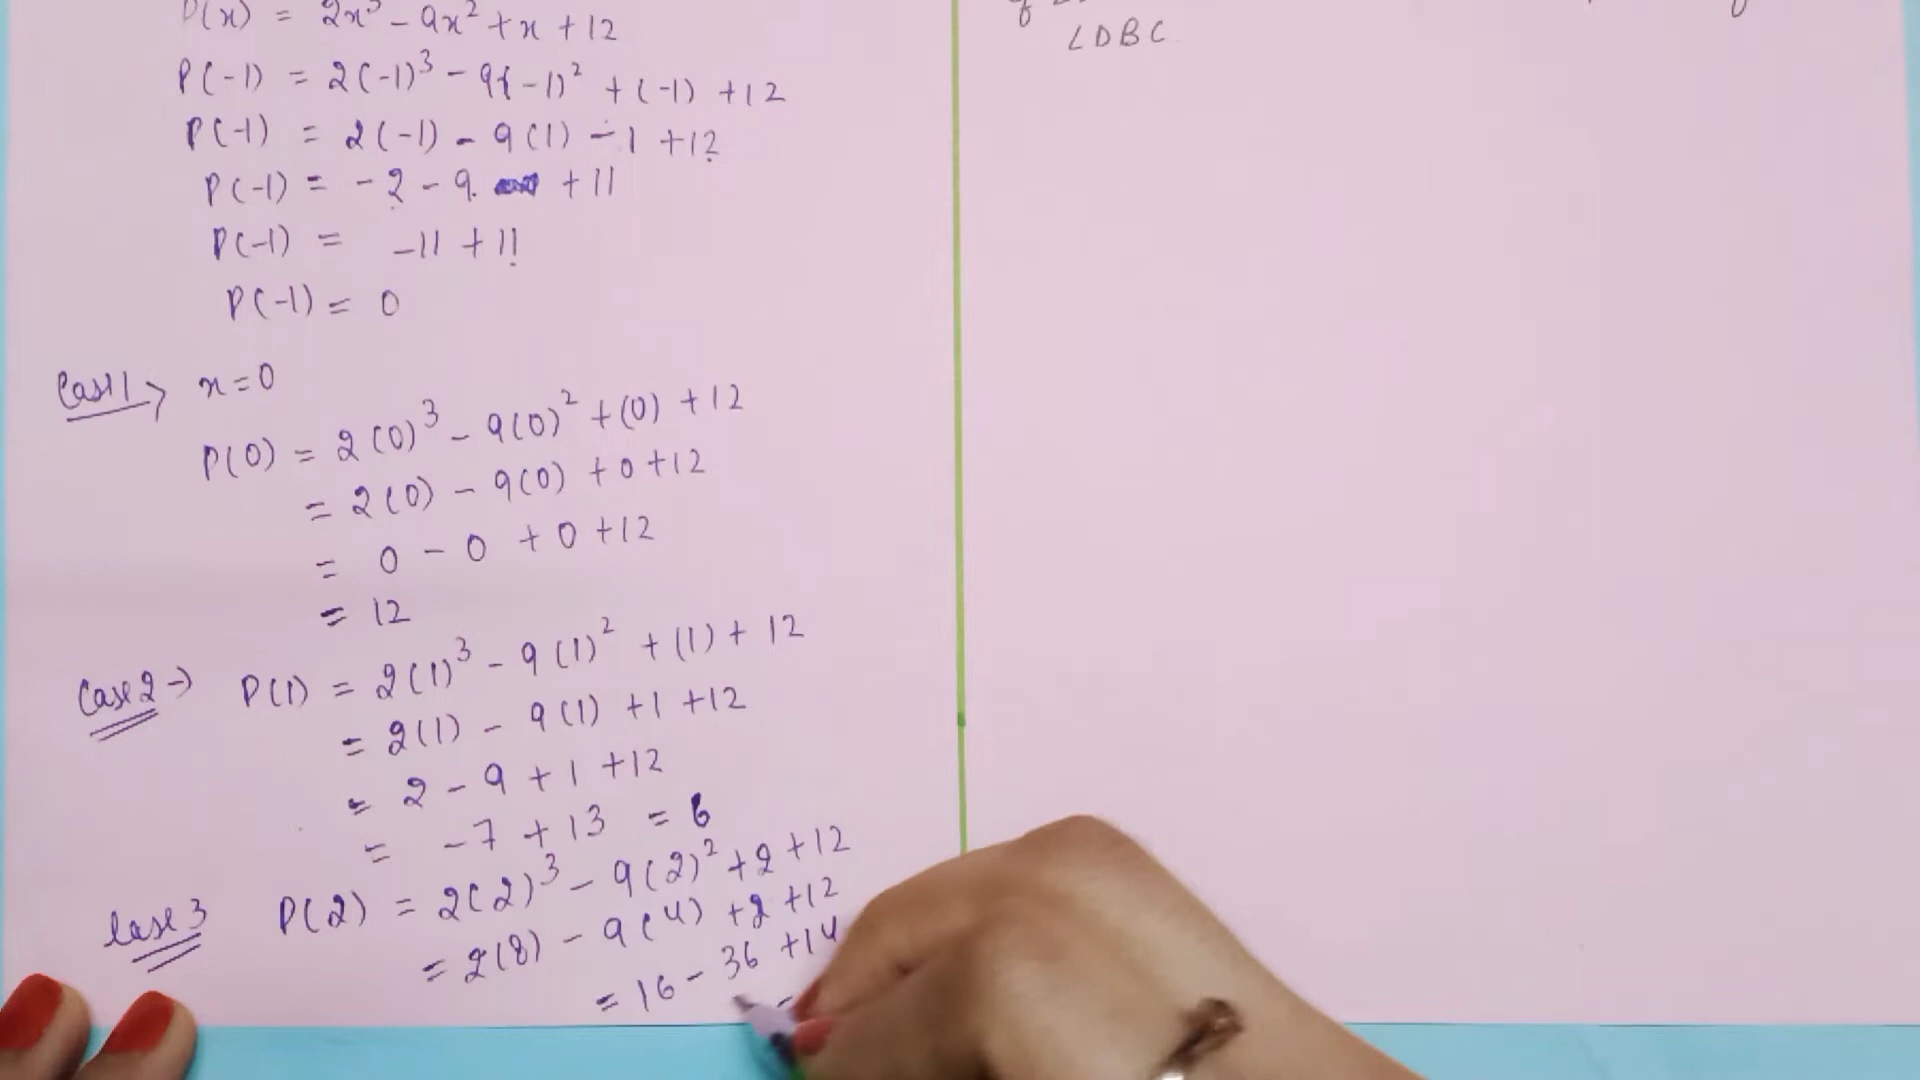 P(x) = 2x³ - 9x² + x + 12
P(-1) = 2(-1)³ - 9(-1)² + (-1) + 12
P(-1) = 2(-1) - 9(1) - 1 + 12
P(-1) = -2 - 9 + 11
P(-1) = -11 + 11
P(-1) = 0
Case 1 → x = 0
P(0) = 2(0)³ - 9(0)² + (0) + 12
= 2(0) - 9(0) + 0 + 12
= 0 - 0 + 0 + 12
= 12
Case 2 → P(1) = 2(1)³ - 9(1)² + (1) + 12
= 2(1) - 9(1) + 1 + 12
= 2 - 9 + 1 + 12
= -7 + 13 = 6
Case 3 P(2) = 2(2)³ - 9(2)² + 2 + 12
= 2(8) - 9(4) + 2 + 12
= 16 - 36 + 14
∠DBC